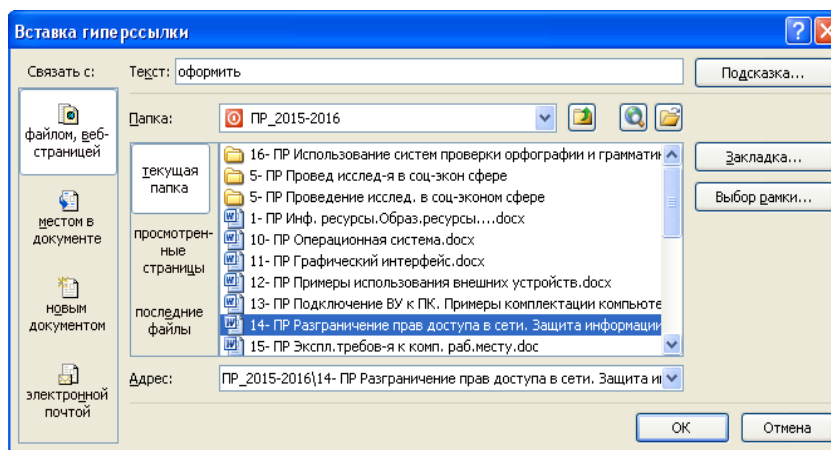 Вставка гиперссылки
Связать с:
Текст: оформить
Подсказка...
файлом, веб-
страницей
местом в
документе
новым
документом
электронной
почтой
Папка:
ПР_2015-2016
текущая
папка
просмотрен-
ные
страницы
последние
файлы
16- ПР Использование систем проверки орфографии и грамматик
5- ПР Провед исслед-я в соц-экон сфере
5- ПР Проведение исслед. в соц-эконом сфере
1- ПР Инф. ресурсы.Образ.ресурсы....docx
10- ПР Операционная система.docx
11- ПР Графический интерфейс.docx
12- ПР Примеры использования внешних устройств.docx
13- ПР Подключение ВУ к ПК. Примеры комплектации компьюте
14- ПР Разграничение прав доступа в сети. Защита информации
15- ПР Экспл.требов-я к комп. раб.месту.doc
Закладка...
Выбор рамки...
Адрес:
ПР_2015-2016\14- ПР Разграничение прав доступа в сети. Защита и
ОК
Отмена